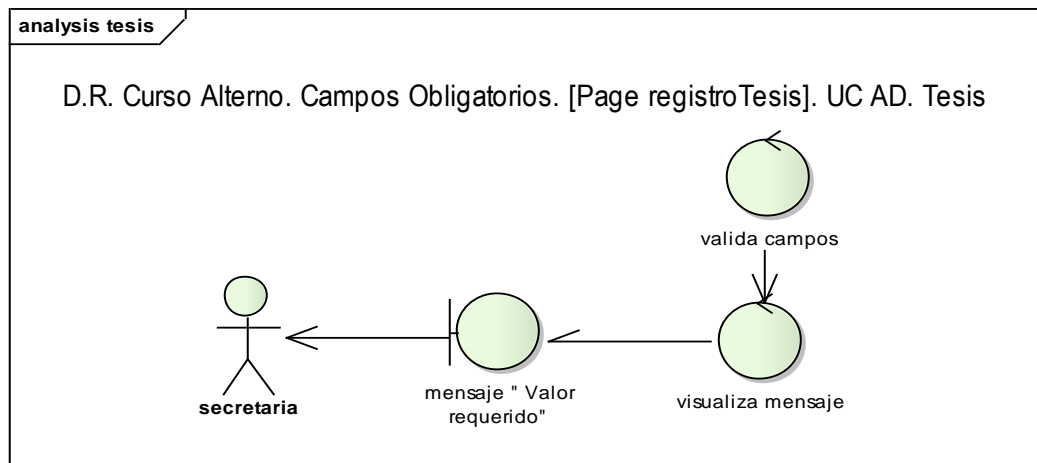 analysis tesis
D.R. Curso Alterno. Campos Obligatorios. [Page registroTesis]. UC AD. Tesis
valida campos
secretaria
mensaje " Valor
requerido"
visualiza mensaje